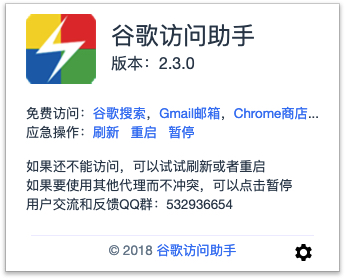 谷歌访问助手
版本：2.3.0
免费访问：谷歌搜索，Gmail邮箱，Chrome商店...
应急操作：刷新 重启 暂停
如果还不能访问，可以试试刷新或者重启
如果要使用其他代理而不冲突，可以点击暂停
用户交流和反馈QQ群：532936654
© 2018 谷歌访问助手